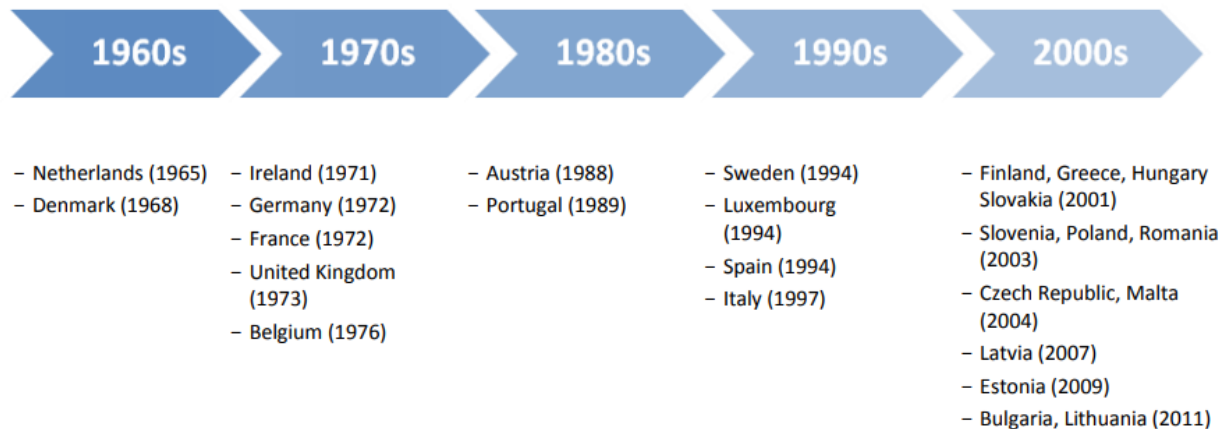 1960s
1970s
1980s
1990s
2000s
– Netherlands (1965)
– Denmark (1968)
– Ireland (1971)
– Germany (1972)
– France (1972)
– United Kingdom
(1973)
– Belgium (1976)
– Austria (1988)
– Portugal (1989)
– Sweden (1994)
– Luxembourg
(1994)
– Spain (1994)
– Italy (1997)
– Finland, Greece, Hungary
Slovakia (2001)
– Slovenia, Poland, Romania
(2003)
– Czech Republic, Malta
(2004)
– Latvia (2007)
– Estonia (2009)
– Bulgaria, Lithuania (2011)